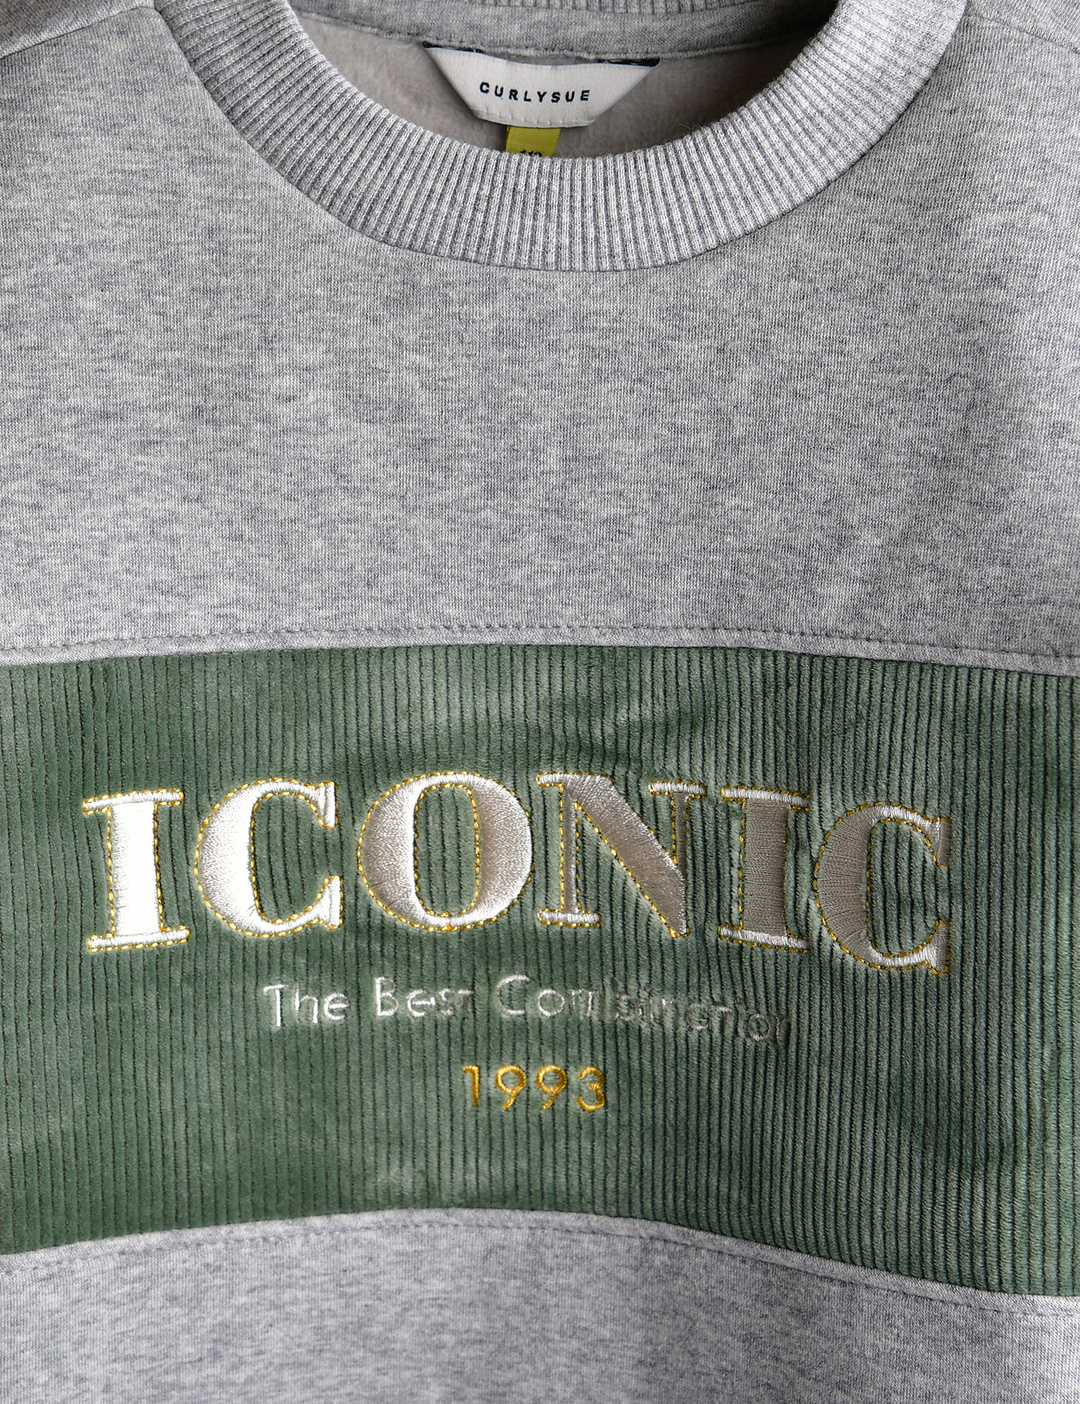 CURLYSUE
ICONIC
The Best Combination
1993